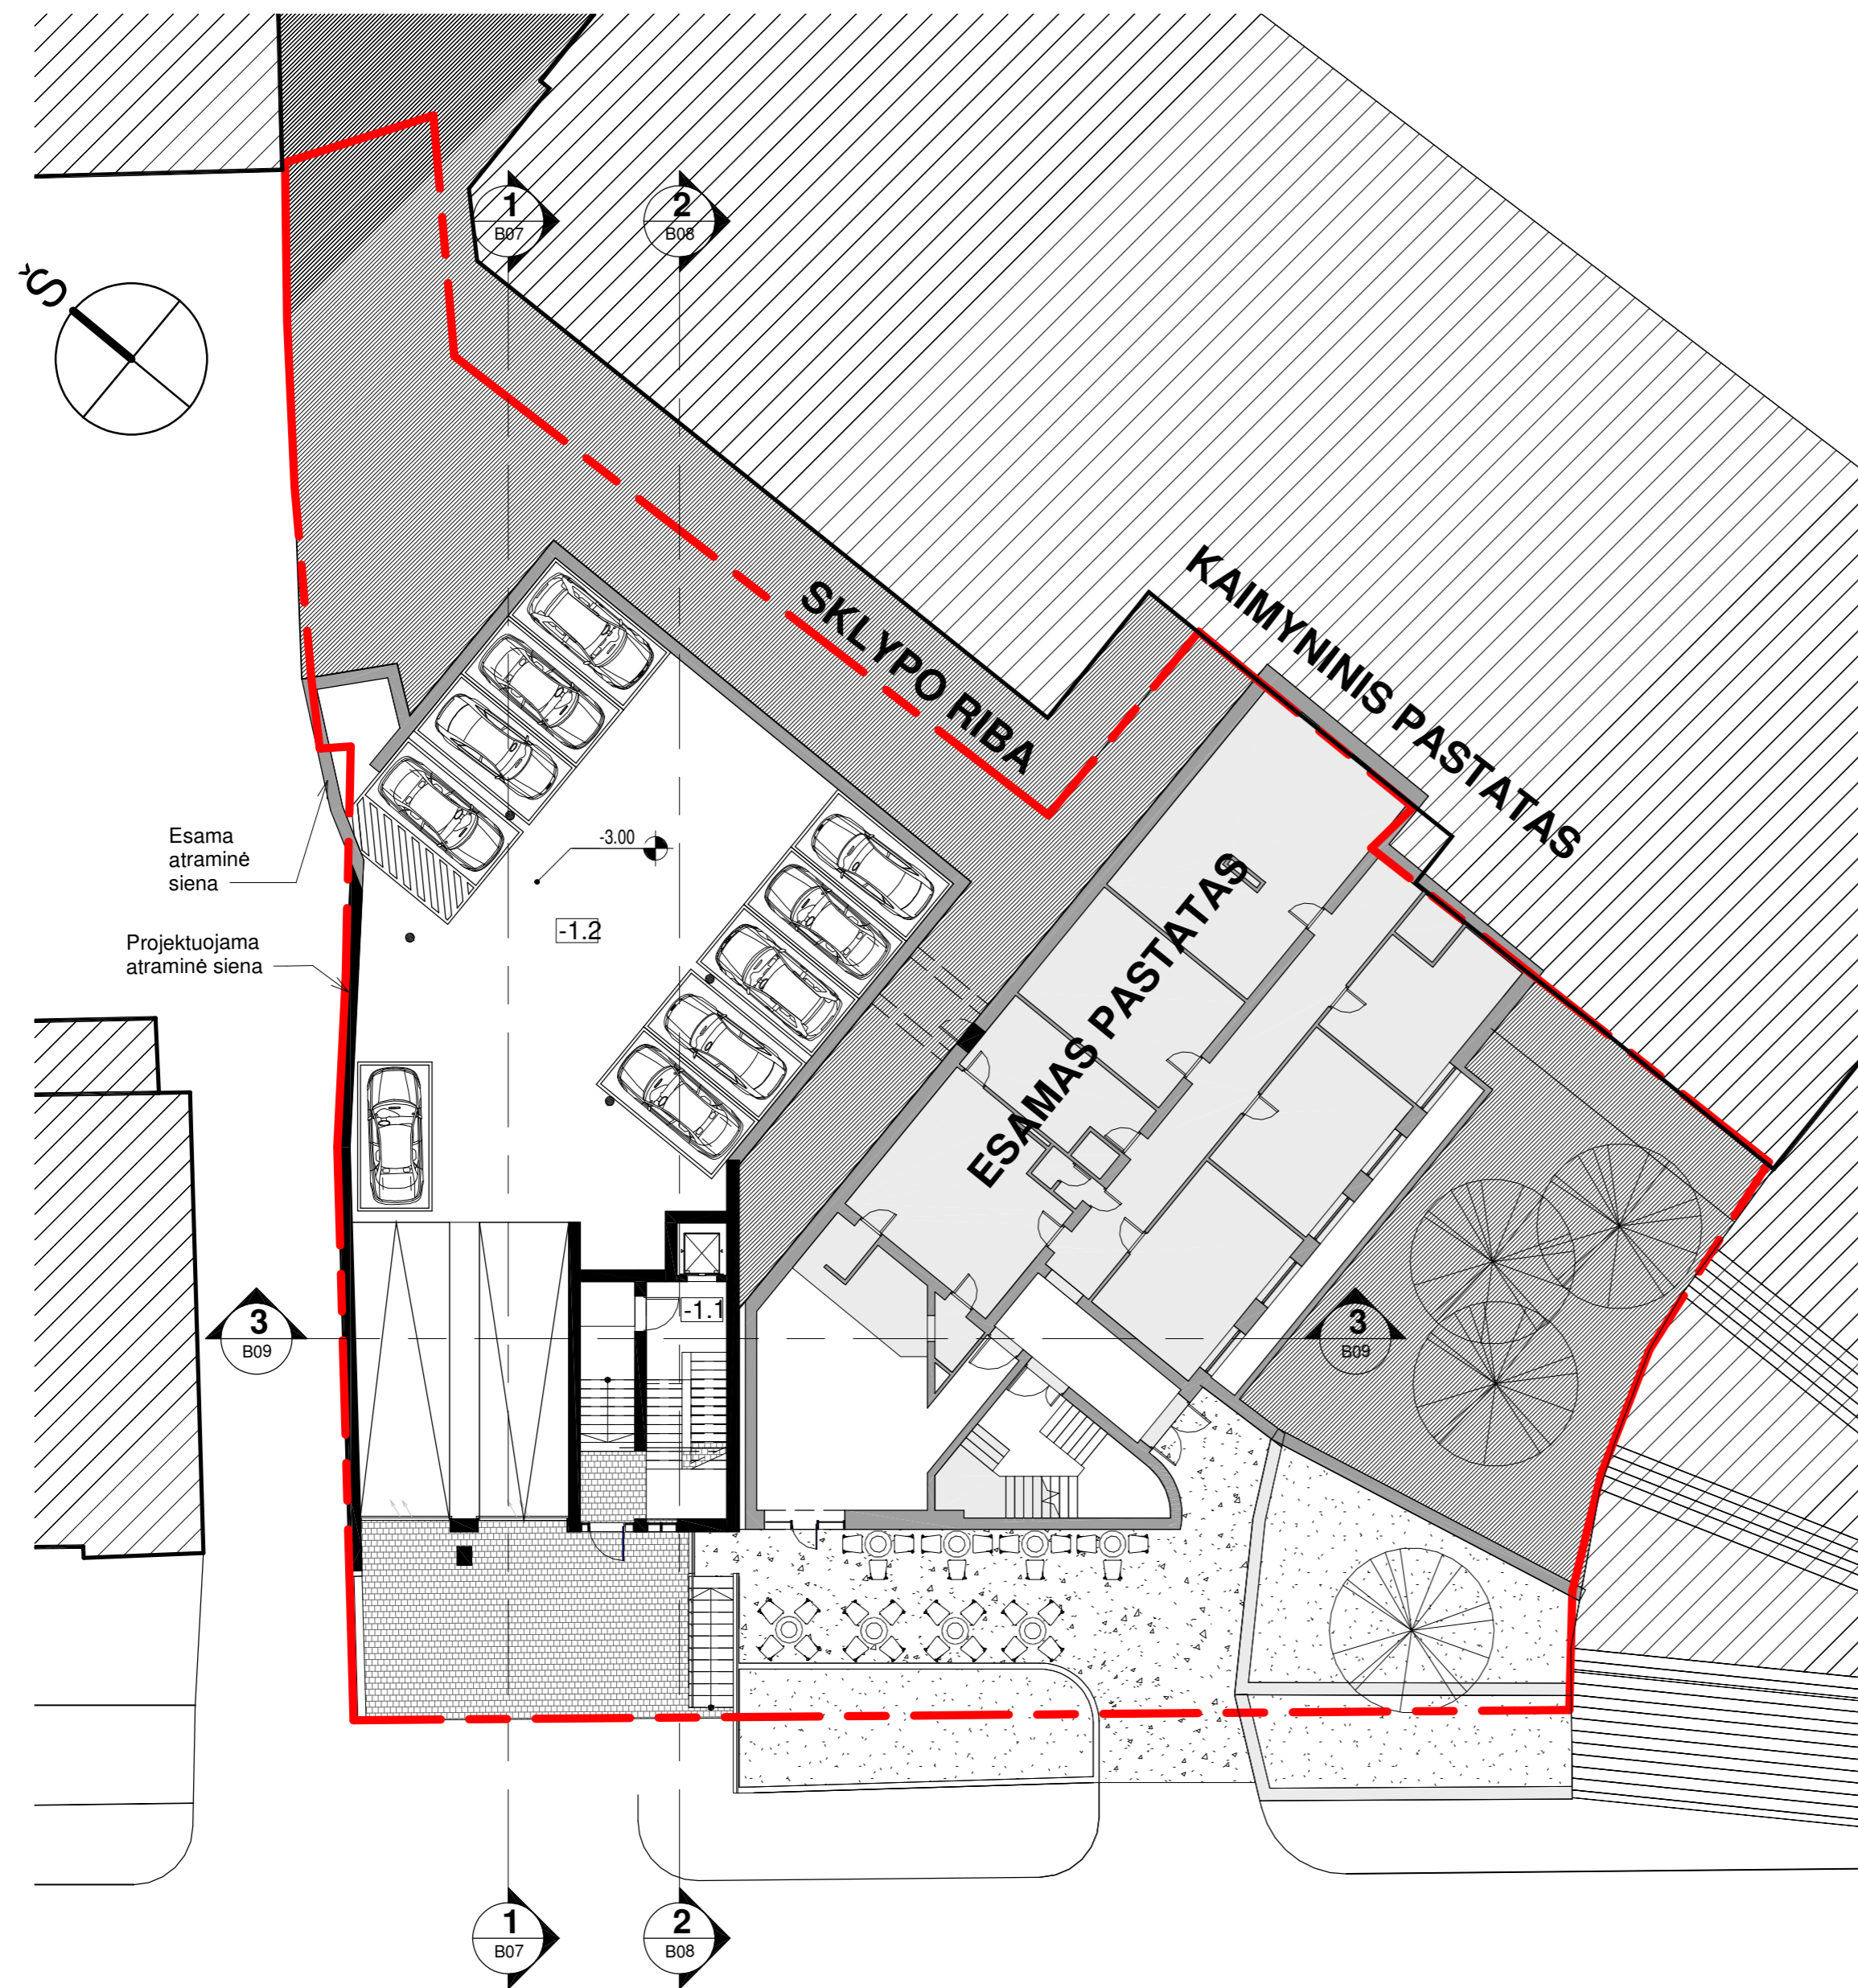 1
B07
2
B08
Š
KAIMYNINIS PASTATAS
SKLYPO RIBA
Esama
atraminė
siena
-3.00
ESAMAS PASTATAS
-1.2
Projektuojama
atraminė siena
-1.1
3
B09
3
B09
1
B07
2
B08